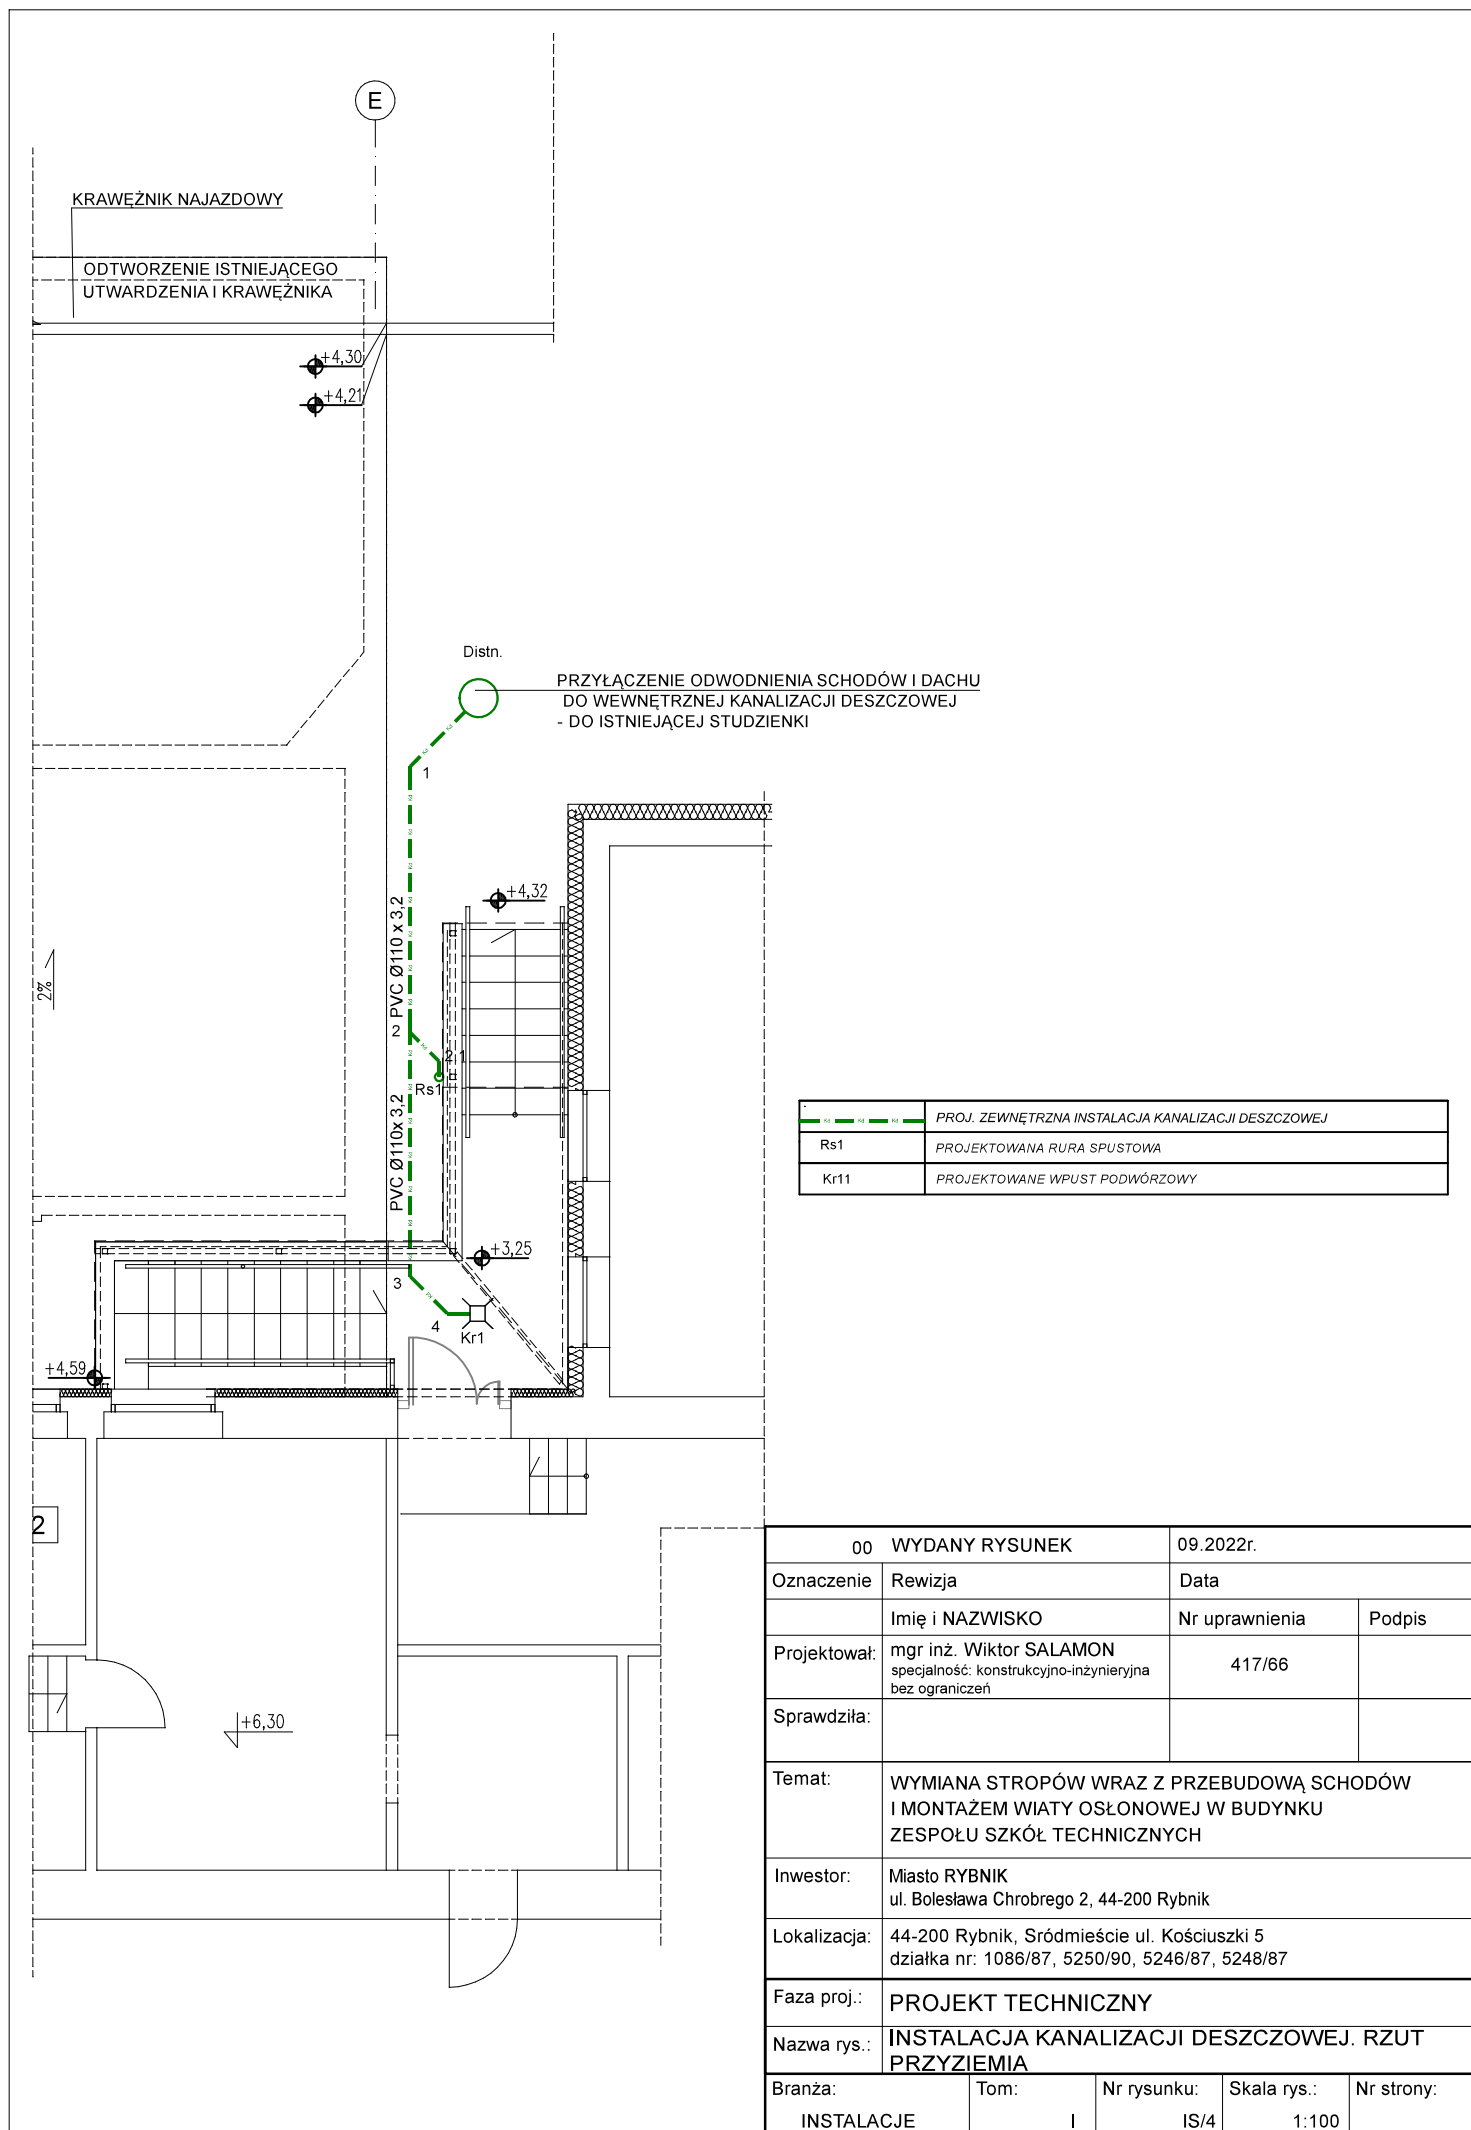 E
KRAWĘŻNIK NAJAZDOWY
ODTWORZENIE ISTNIEJĄCEGO
UTWARDZENIA I KRAWĘŻNIKA
+4,30
+4,21
Distn.
PRZYŁĄCZENIE ODWODNIENIA SCHODÓW I DACHU
DO WEWNĘTRZNEJ KANALIZACJI DESZCZOWEJ
- DO ISTNIEJĄCEJ STUDZIENKI
1
+4,32
PVC Ø110 x 3,2
2%
2
2.1
Rs1
PVC Ø110x 3,2
PROJ. ZEWNĘTRZNA INSTALACJA KANALIZACJI DESZCZOWEJ
Rs1 PROJEKTOWANA RURA SPUSTOWA
Kr11 PROJEKTOWANE WPUST PODWÓRZOWY
+3,25
3
4
Kr1
+4,59
2
+6,30
00 WYDANY RYSUNEK 09.2022r.
Oznaczenie Rewizja Data
Imię i NAZWISKO Nr uprawnienia Podpis
Projektował: mgr inż. Wiktor SALAMON 417/66
specjalność: konstrukcyjno-inżynieryjna
bez ograniczeń
Sprawdziła:
Temat: WYMIANA STROPÓW WRAZ Z PRZEBUDOWĄ SCHODÓW
I MONTAŻEM WIATY OSŁONOWEJ W BUDYNKU
ZESPOŁU SZKÓŁ TECHNICZNYCH
Inwestor: Miasto RYBNIK
ul. Bolesława Chrobrego 2, 44-200 Rybnik
Lokalizacja: 44-200 Rybnik, Sródmieście ul. Kościuszki 5
działka nr: 1086/87, 5250/90, 5246/87, 5248/87
Faza proj.: PROJEKT TECHNICZNY
Nazwa rys.: INSTALACJA KANALIZACJI DESZCZOWEJ. RZUT
PRZYZIEMIA
Branża: Tom: Nr rysunku: Skala rys.: Nr strony:
INSTALACJE I IS/4 1:100